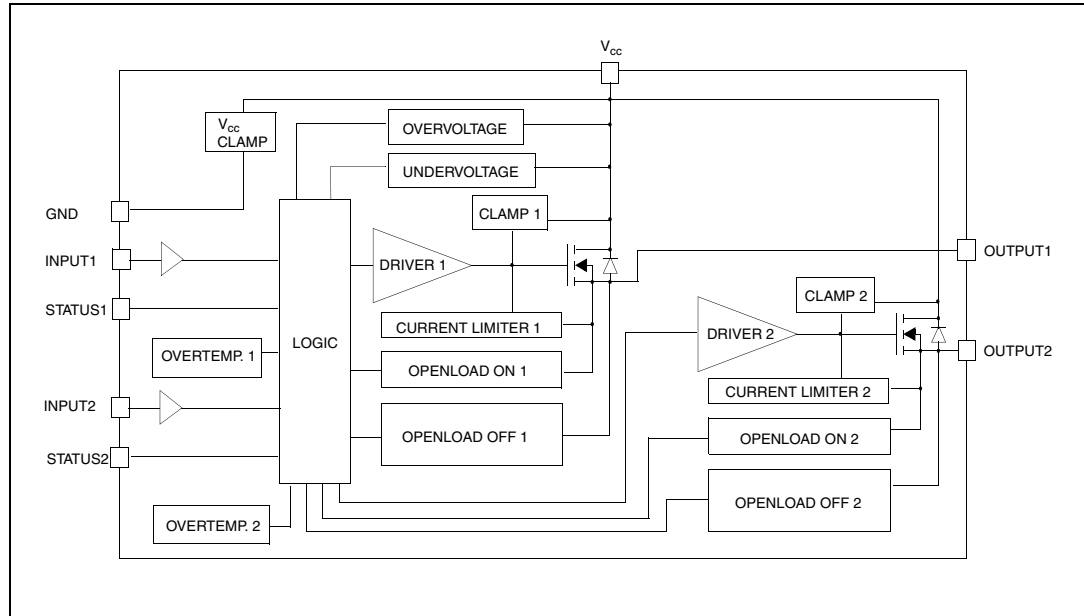 Vcc
Vcc
CLAMP
OVERVOLTAGE
UNDERVOLTAGE
GND
CLAMP 1
INPUT1
DRIVER 1
OUTPUT1
STATUS1
CLAMP 2
CURRENT LIMITER 1
DRIVER 2
LOGIC
OUTPUT2
OVERTEMP. 1
OPENLOAD ON 1
CURRENT LIMITER 2
INPUT2
OPENLOAD OFF 1
OPENLOAD ON 2
STATUS2
OPENLOAD OFF 2
OVERTEMP. 2